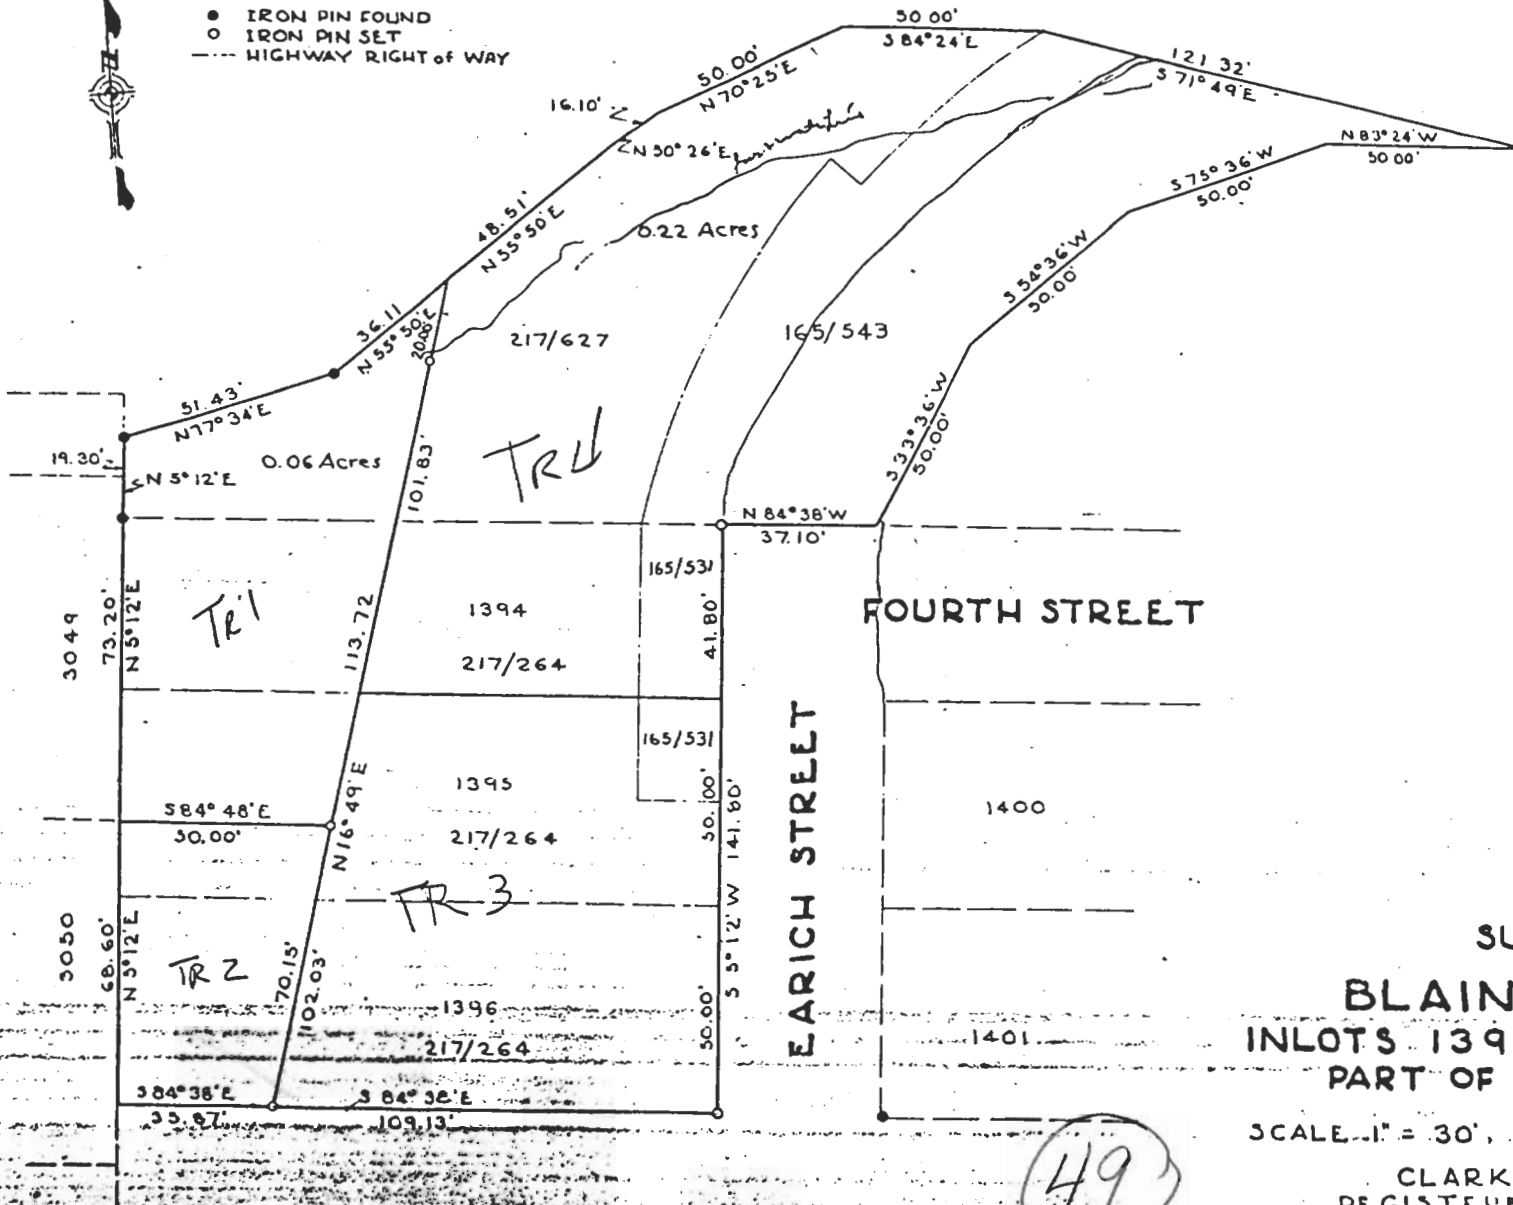 N
IRON PIN FOUND
IRON PIN SET
HIGHWAY RIGHT of WAY
50.00'
S 84° 24' E
121.32'
S 71° 49' E
50.00'
N 70° 25' E
16.10'
N 50° 26' E
N 83° 24' W
50.00'
S 75° 36' W
50.00'
48.51'
N 55° 50' E
0.22 Acres
S 54° 36' W
50.00'
36.11
N 55° 50' E
20.00'
217/627
165/543
51.43'
N 77° 34' E
S 33° 36' W
50.00'
19.30'
N 5° 12' E
0.06 Acres
101.83'
TR 4
N 84° 38' W
37.10'
165/531
3049
73.20'
N 5° 12' E
TR 1
113.72
1394
217/264
41.80'
FOURTH STREET
165/531
1395
217/264
S 84° 48' E
50.00'
N 16° 49' E
50.00'
141.80'
S 5° 12' W
EARICH STREET
1400
TR 3
3050
68.60'
N 5° 12' E
TR 2
70.15'
102.03'
1396
217/264
50.00'
1401
S 84° 38' E
35.87'
S 84° 38' E
109.13'
SU
BLAIN
INLOTS 139
PART OF
SCALE 1" = 30',
CLARK
REGISTERE
49